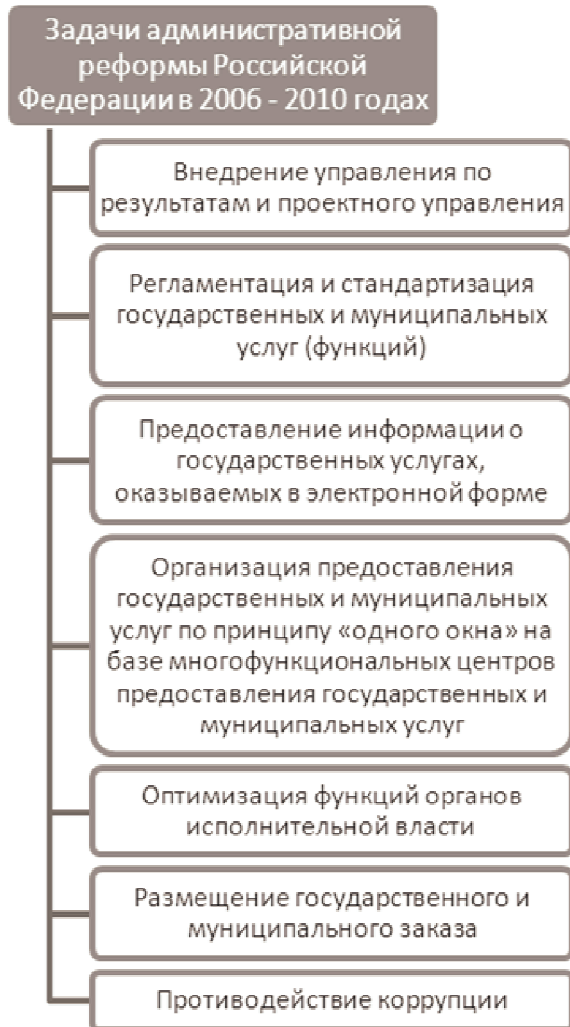 Задачи административной
реформы Российской
Федерации в 2006 - 2010 годах
Внедрение управления по
результатам и проектного управления
Регламентация и стандартизация
государственных и муниципальных
услуг (функций)
Предоставление информации о
государственных услугах,
оказываемых в электронной форме
Организация предоставления
государственных и муниципальных
услуг по принципу «одного окна» на
базе многофункциональных центров
предоставления государственных и
муниципальных услуг
Оптимизация функций органов
исполнительной власти
Размещение государственного и
муниципального заказа
Противодействие коррупции